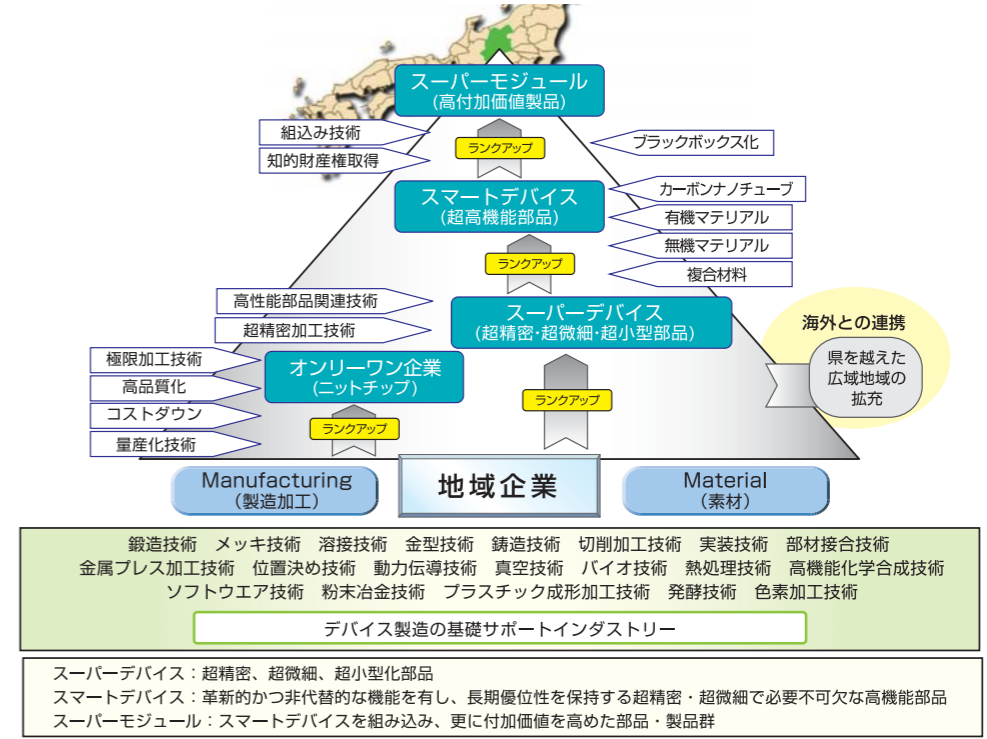 スーパーモジュール
(高付加価値製品)
組込み技術
知的財産権取得
ランクアップ
ブラックボックス化
スマートデバイス
(超高機能部品)
カーボンナノチューブ
有機マテリアル
無機マテリアル
複合材料
ランクアップ
高性能部品関連技術
超精密加工技術
スーパーデバイス
(超精密・超微細・超小型部品)
海外との連携
県を越えた
広域地域の
拡充
極限加工技術
高品質化
コストダウン
量産化技術
オンリーワン企業
(ニットチップ)
ランクアップ
ランクアップ
Manufacturing
(製造加工)
地域企業
Material
(素材)
鍛造技術 メッキ技術 溶接技術 金型技術 鋳造技術 切削加工技術 実装技術 部材接合技術
金属プレス加工技術 位置決め技術 動力伝導技術 真空技術 バイオ技術 熱処理技術 高機能化学合成技術
ソフトウエア技術 粉末冶金技術 プラスチック成形加工技術 発酵技術 色素加工技術
デバイス製造の基礎サポートインダストリー
スーパーデバイス：超精密、超微細、超小型化部品
スマートデバイス：革新的かつ非代替的な機能を有し、長期優位性を保持する超精密・超微細で必要不可欠な高機能部品
スーパーモジュール：スマートデバイスを組み込み、更に付加価値を高めた部品・製品群